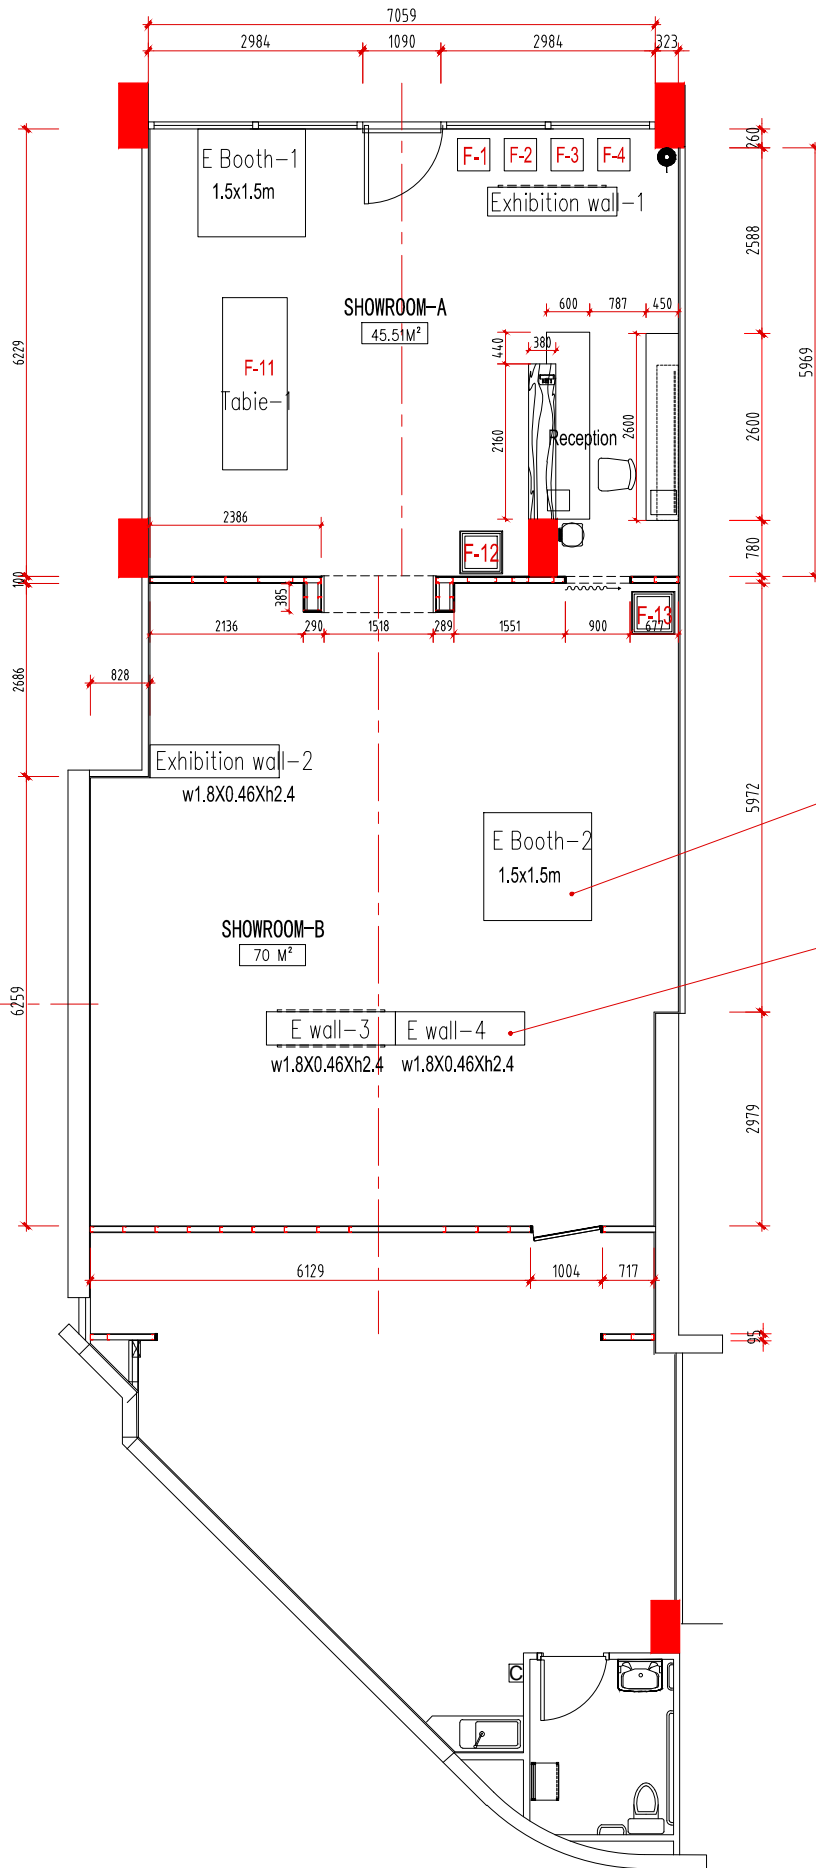 7059
2984
1090
2984
323
260
E Booth-1
1.5x1.5m
F-1
F-2
F-3
F-4
Exhibition wall-1
2588
SHOWROOM-A
45.51M²
600
787
450
6229
440
380
5969
F-11
Tabie-1
2160
Reception
2600
2600
2386
F-12
780
100
385
F-13
2136
290
1518
289
1551
900
677
2686
828
Exhibition wall-2
w1.8X0.46Xh2.4
5972
E Booth-2
1.5x1.5m
SHOWROOM-B
70 M²
6259
E wall-3
E wall-4
w1.8X0.46Xh2.4
w1.8X0.46Xh2.4
2979
6129
1004
717
95
C